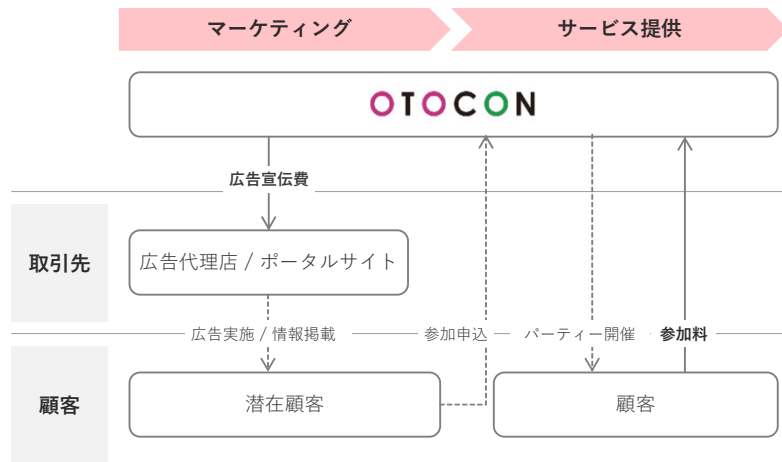 マーケティング
サービス提供
OTOCON
広告宣伝費
取引先
広告代理店 / ポータルサイト
広告実施 / 情報掲載
参加申込
パーティー開催
参加料
顧客
潜在顧客
顧客